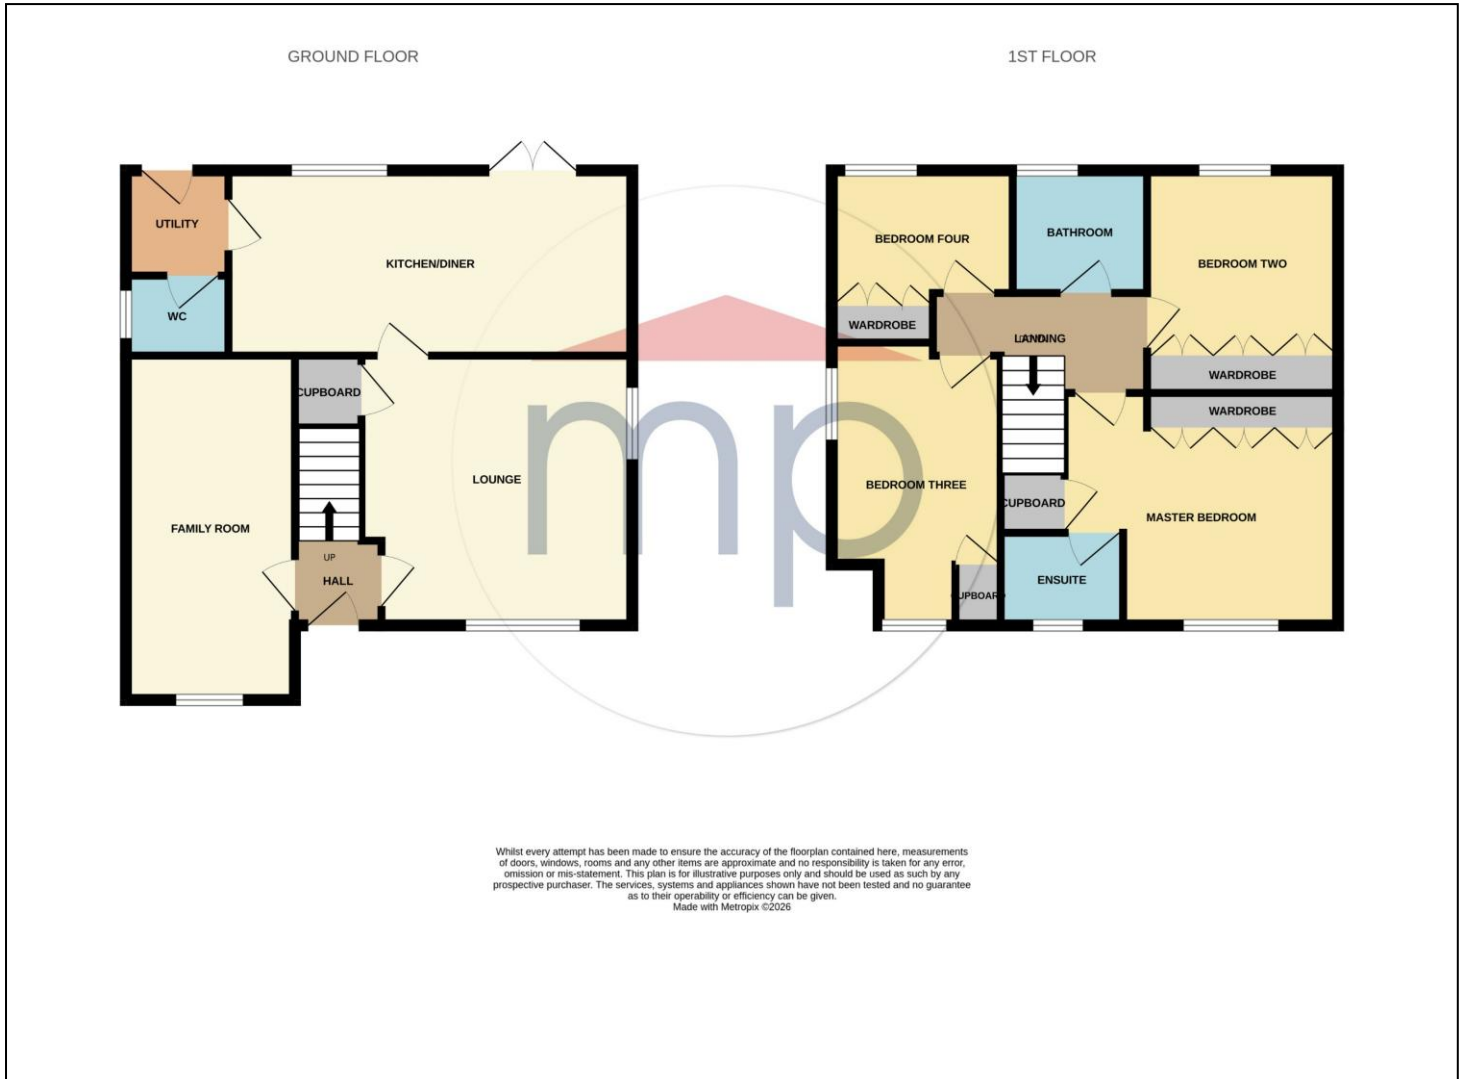 GROUND FLOOR
1ST FLOOR
UTILITY
WC
KITCHEN/DINER
CUPBOARD
LOUNGE
FAMILY ROOM
UP
HALL
BEDROOM FOUR
BATHROOM
BEDROOM TWO
WARDROBE
LANDING
WARDROBE
WARDROBE
BEDROOM THREE
CUPBOARD
MASTER BEDROOM
ENSUITE
CUPBOARD
mp
Whilst every attempt has been made to ensure the accuracy of the floorplan contained here, measurements
of doors, windows, rooms and any other items are approximate and no responsibility is taken for any error,
omission or mis-statement. This plan is for illustrative purposes only and should be used as such by any
prospective purchaser. The services, systems and appliances shown have not been tested and no guarantee
as to their operability or efficiency can be given.
Made with Metropix ©2026